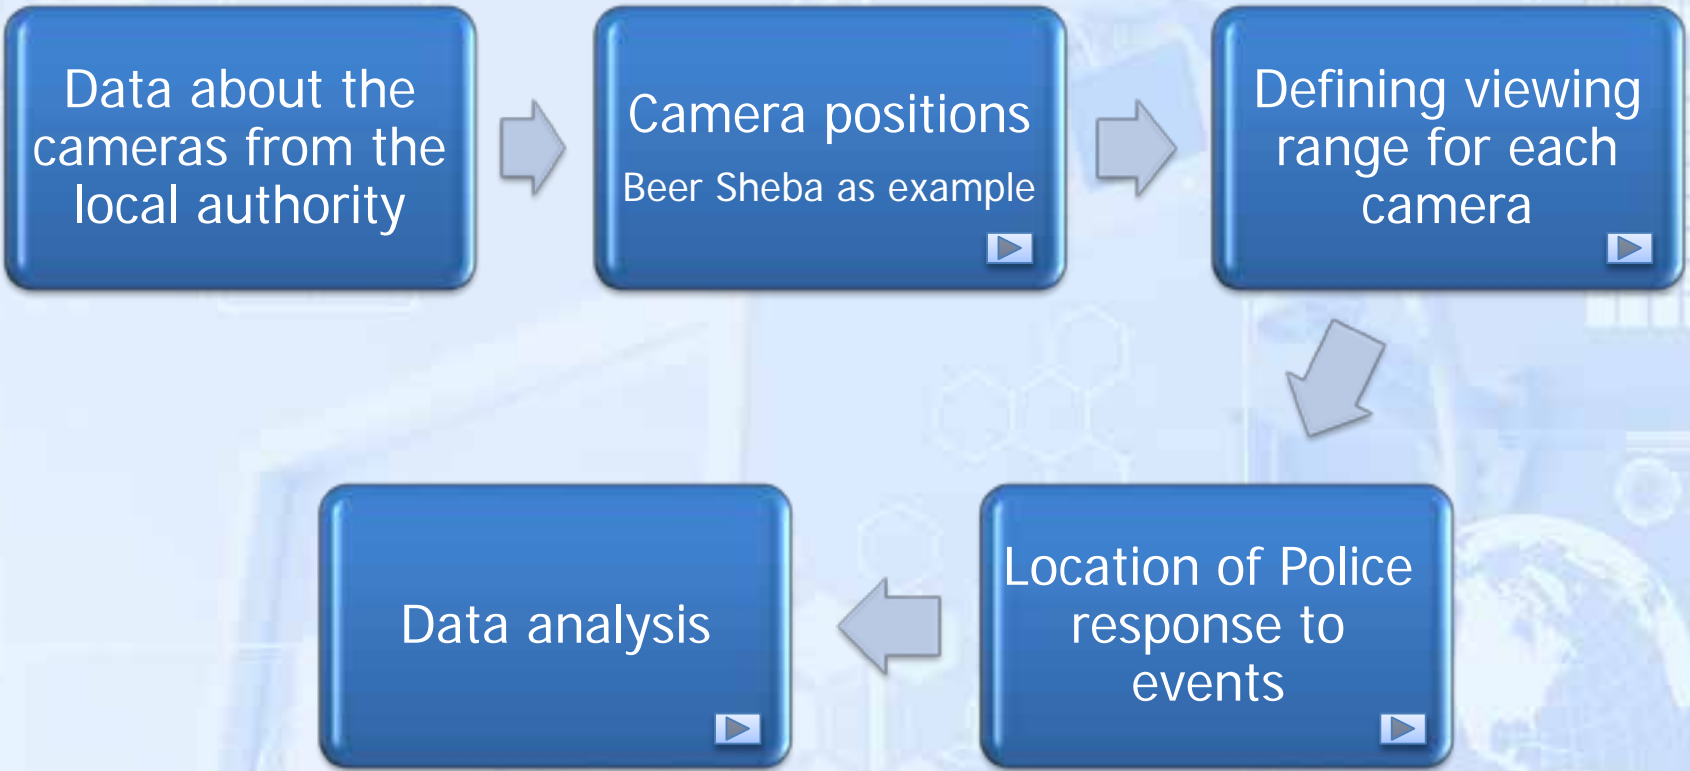 Data about the
cameras from the
local authority
Camera positions
Beer Sheba as example
Defining viewing
range for each
camera
Location of Police
response to
events
Data analysis